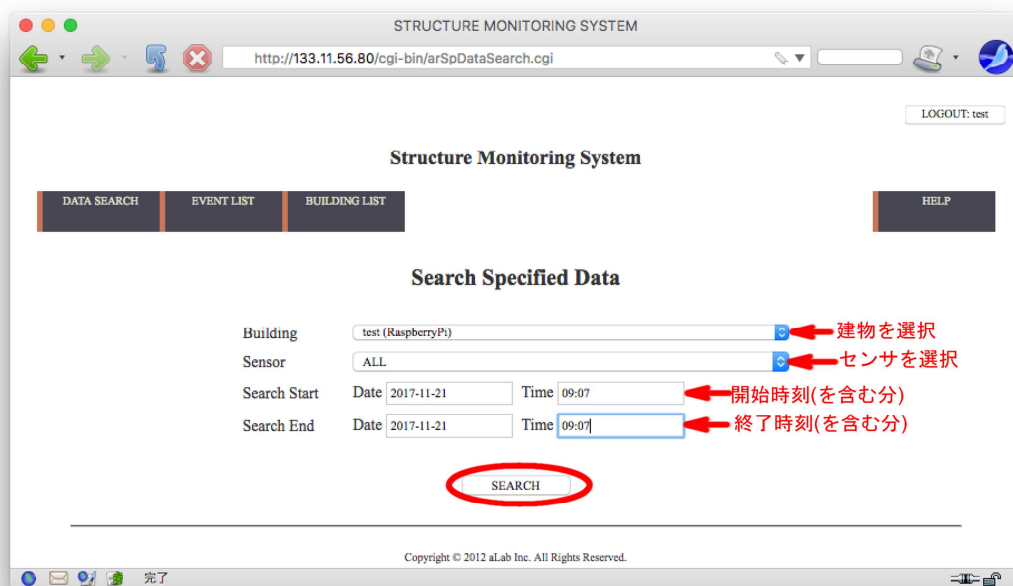 STRUCTURE MONITORING SYSTEM
http://133.11.56.80/cgi-bin/arSpDataSearch.cgi
LOGOUT: test
Structure Monitoring System
DATA SEARCH EVENT LIST BUILDING LIST HELP
Search Specified Data
Building test (RaspberryPi) 建物を選択
Sensor ALL センサを選択
Search Start Date 2017-11-21 Time 09:07 開始時刻(を含む分)
Search End Date 2017-11-21 Time 09:07 終了時刻(を含む分)
SEARCH
Copyright © 2012 aLab Inc. All Rights Reserved.
完了